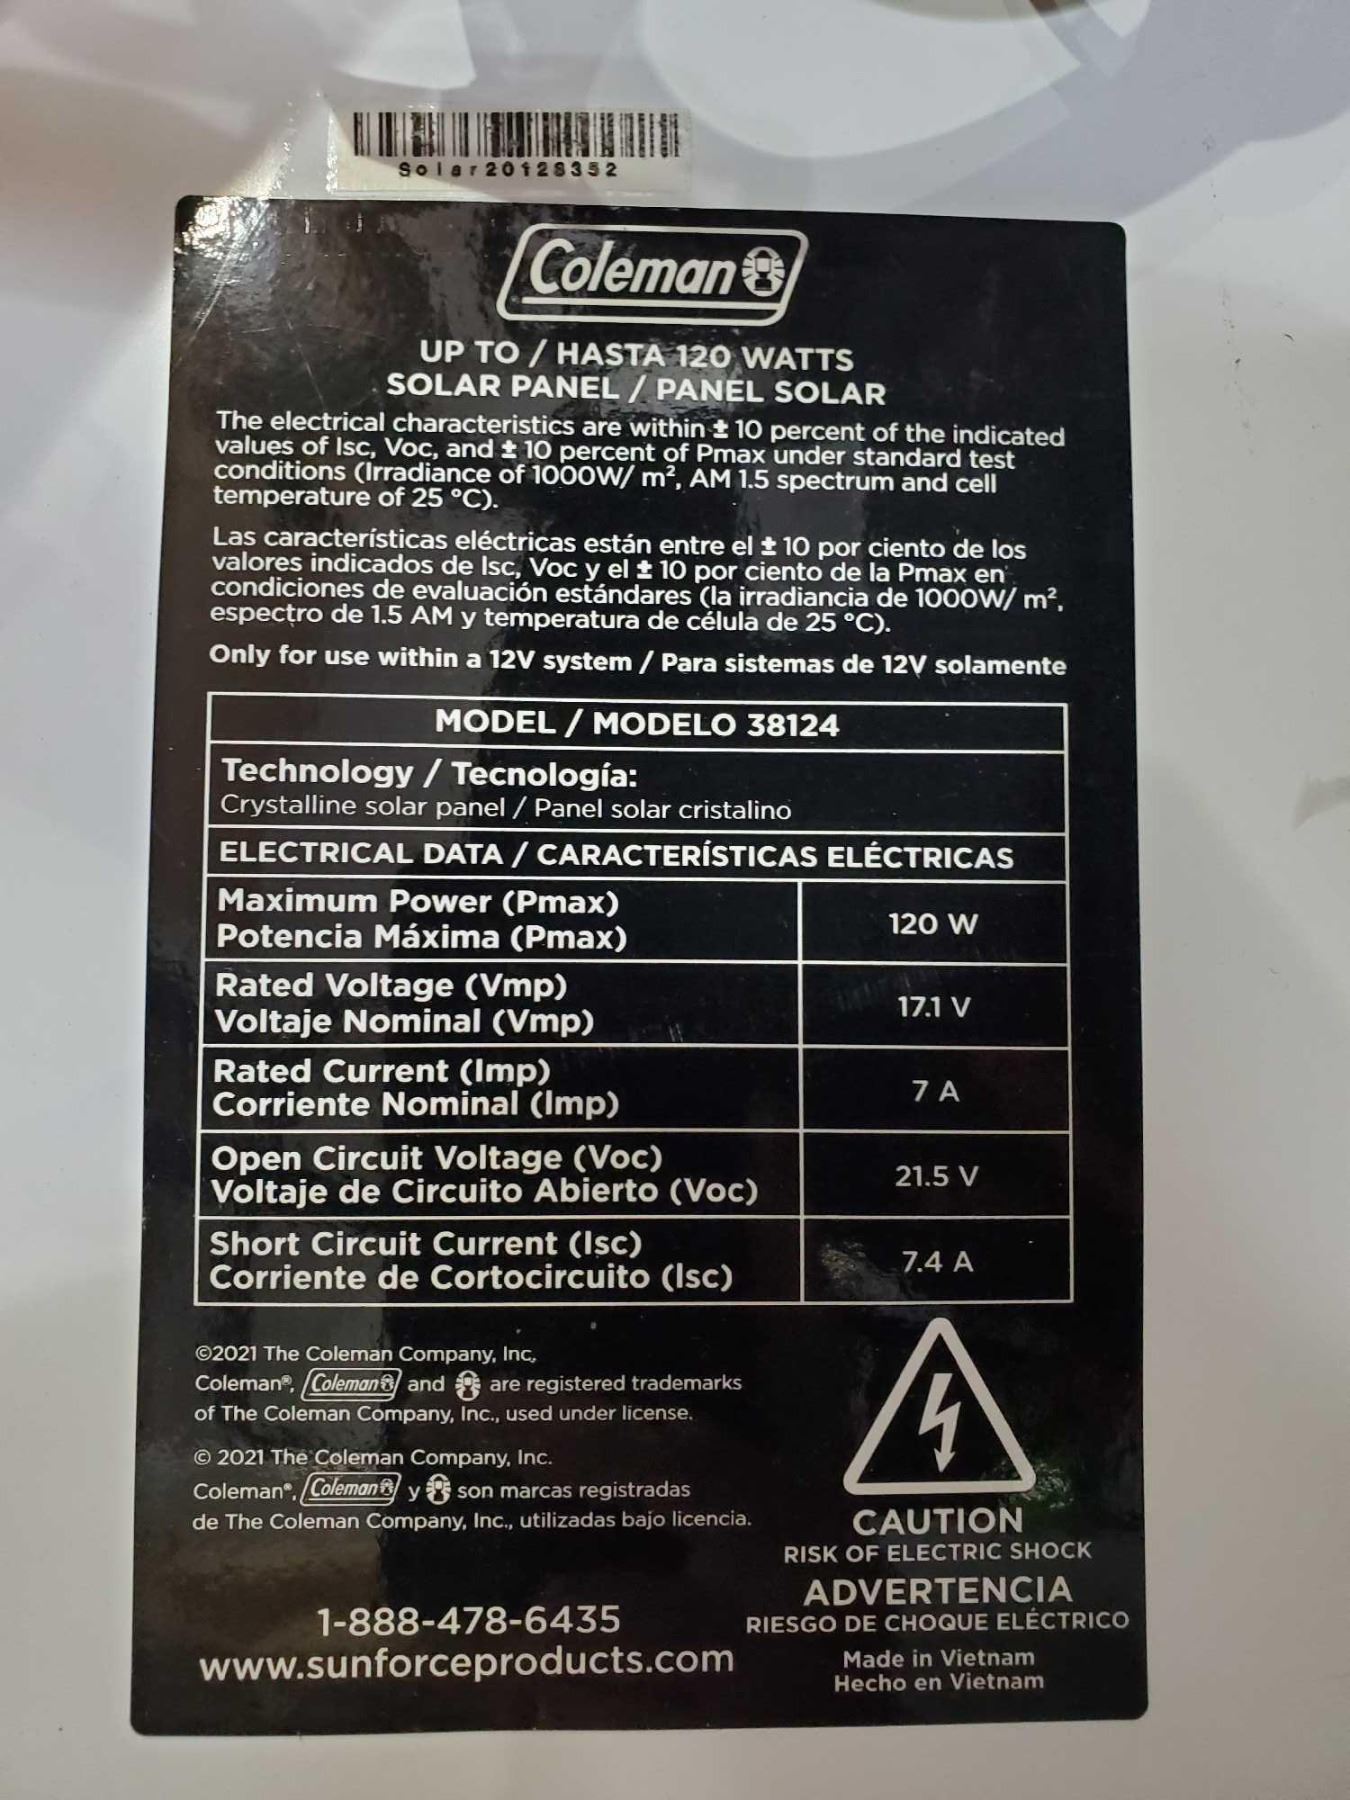 Solar20128352
Coleman
UP TO / HASTA 120 WATTS
SOLAR PANEL / PANEL SOLAR
The electrical characteristics are within ± 10 percent of the indicated
values of Isc, Voc, and ± 10 percent of Pmax under standard test
conditions (Irradiance of 1000W/ m², AM 1.5 spectrum and cell
temperature of 25 °C).
Las características eléctricas están entre el ± 10 por ciento de los
valores indicados de Isc, Voc y el ± 10 por ciento de la Pmax en
condiciones de evaluación estándares (la irradiancia de 1000W/ m²,
espectro de 1.5 AM y temperatura de célula de 25 °C).
Only for use within a 12V system / Para sistemas de 12V solamente
MODEL / MODELO 38124
Technology / Tecnología:
Crystalline solar panel / Panel solar cristalino
ELECTRICAL DATA / CARACTERÍSTICAS ELÉCTRICAS
Maximum Power (Pmax)
Potencia Máxima (Pmax)
120 W
Rated Voltage (Vmp)
Voltaje Nominal (Vmp)
17.1 V
Rated Current (Imp)
Corriente Nominal (Imp)
7 A
Open Circuit Voltage (Voc)
Voltaje de Circuito Abierto (Voc)
21.5 V
Short Circuit Current (Isc)
Corriente de Cortocircuito (Isc)
7.4 A
©2021 The Coleman Company, Inc,
Coleman®, Coleman and are registered trademarks
of The Coleman Company, Inc., used under license.
© 2021 The Coleman Company, Inc.
Coleman®, Coleman y son marcas registradas
de The Coleman Company, Inc., utilizadas bajo licencia.
CAUTION
RISK OF ELECTRIC SHOCK
ADVERTENCIA
RIESGO DE CHOQUE ELÉCTRICO
1-888-478-6435
www.sunforceproducts.com
Made in Vietnam
Hecho en Vietnam